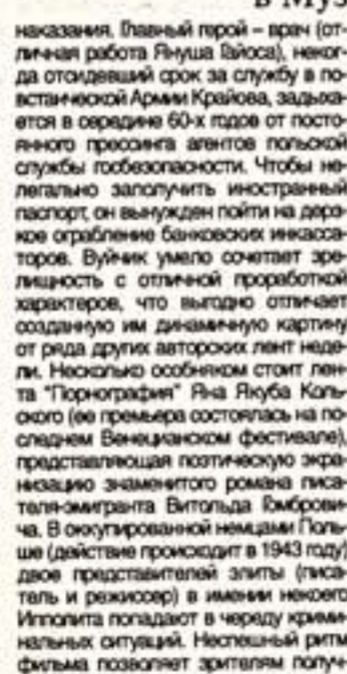 в Муз
наказания. Главный герой – врач (от-
личная работа Януша Гайоса), неког-
да отсидевший срок за службу в по-
встанческой Армии Крайова, задыха-
ется в середине 60-х годов от посто-
янного прессинга агентов польской
службы госбезопасности. Чтобы не-
легально заполучить иностранный
паспорт, он вынужден пойти на дерз-
кое ограбление банковских инкасса-
торов. Вуйчик умело сочетает зре-
лищность с отличной проработкой
характеров, что выгодно отличает
созданную им динамичную картину
от ряда других авторских лент неде-
ли. Несколько особняком стоит лен-
та "Порнография" Яна Якуба Коль-
ского (ее премьера состоялась на по-
следнем Венецианском фестивале),
представляющая поэтическую экра-
низацию знаменитого романа писа-
теля-эмигранта Витольда Гомброви-
ча. В оккупированной немцами Поль-
ше (действие происходит в 1943 году)
двое представителей элиты (писа-
тель и режиссер) в имении некоего
Ипполита попадают в череду крими-
нальных ситуаций. Неспешный ритм
фильма позволяет зрителям получ-